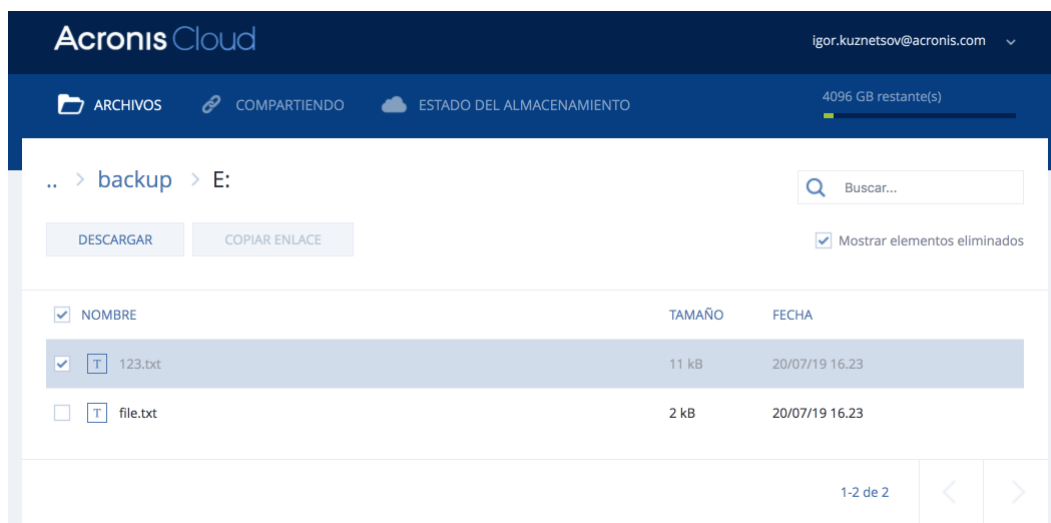 Acronis Cloud
igor.kuznetsov@acronis.com
ARCHIVOS COMPARTIENDO ESTADO DEL ALMACENAMIENTO
4096 GB restante(s)
.. > backup > E:
Buscar...
DESCARGAR COPIAR ENLACE
Mostrar elementos eliminados
NOMBRE TAMAÑO FECHA
T 123.txt 11 kB 20/07/19 16.23
T file.txt 2 kB 20/07/19 16.23
1-2 de 2